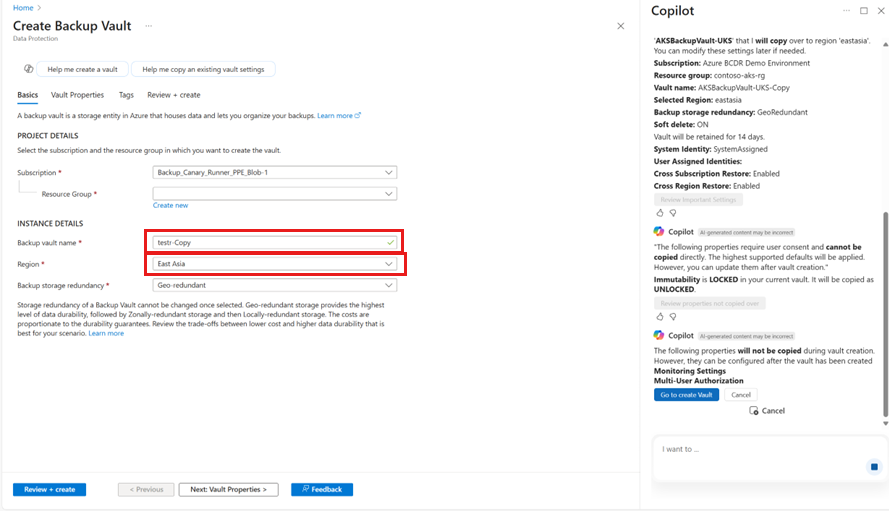 Home >
Create Backup Vault ...
Data Protection
Help me create a vault
Help me copy an existing vault settings
Basics
Vault Properties
Tags
Review + create
A backup vault is a storage entity in Azure that houses data and lets you organize your backups. Learn more
PROJECT DETAILS
Select the subscription and the resource group in which you want to create the vault.
Subscription *
Backup_Canary_Runner_PPE_Blob-1
Resource Group *
Create new
INSTANCE DETAILS
Backup vault name *
testr-Copy
Region *
East Asia
Backup storage redundancy *
Geo-redundant
Storage redundancy of a Backup Vault cannot be changed once selected. Geo-redundant storage provides the highest
level of data durability, followed by Zonally-redundant storage and then Locally-redundant storage. The costs are
proportionate to the durability guarantees. Review the trade-offs between lower cost and higher data durability that is
best for your scenario. Learn more
Review + create
< Previous
Next: Vault Properties >
Feedback
Copilot
'AKSBackupVault-UKS' that I will copy over to region 'eastasia'.
You can modify these settings later if needed.
Subscription: Azure BCDR Demo Environment
Resource group: contoso-aks-rg
Vault name: AKSBackupVault-UKS-Copy
Selected Region: eastasia
Backup storage redundancy: GeoRedundant
Soft delete: ON
Vault will be retained for 14 days.
System Identity: SystemAssigned
User Assigned Identities:
Cross Subscription Restore: Enabled
Cross Region Restore: Enabled
Review Important Settings
Copilot AI-generated content may be incorrect
"The following properties require user consent and cannot be
copied directly. The highest supported defaults will be applied.
However, you can update them after vault creation."
Immutability is LOCKED in your current vault. It will be copied as
UNLOCKED.
Review properties not copied over
Copilot AI-generated content may be incorrect
The following properties will not be copied during vault creation.
However, they can be configured after the vault has been created
Monitoring Settings
Multi-User Authorization
Go to create Vault
Cancel
Cancel
I want to ...